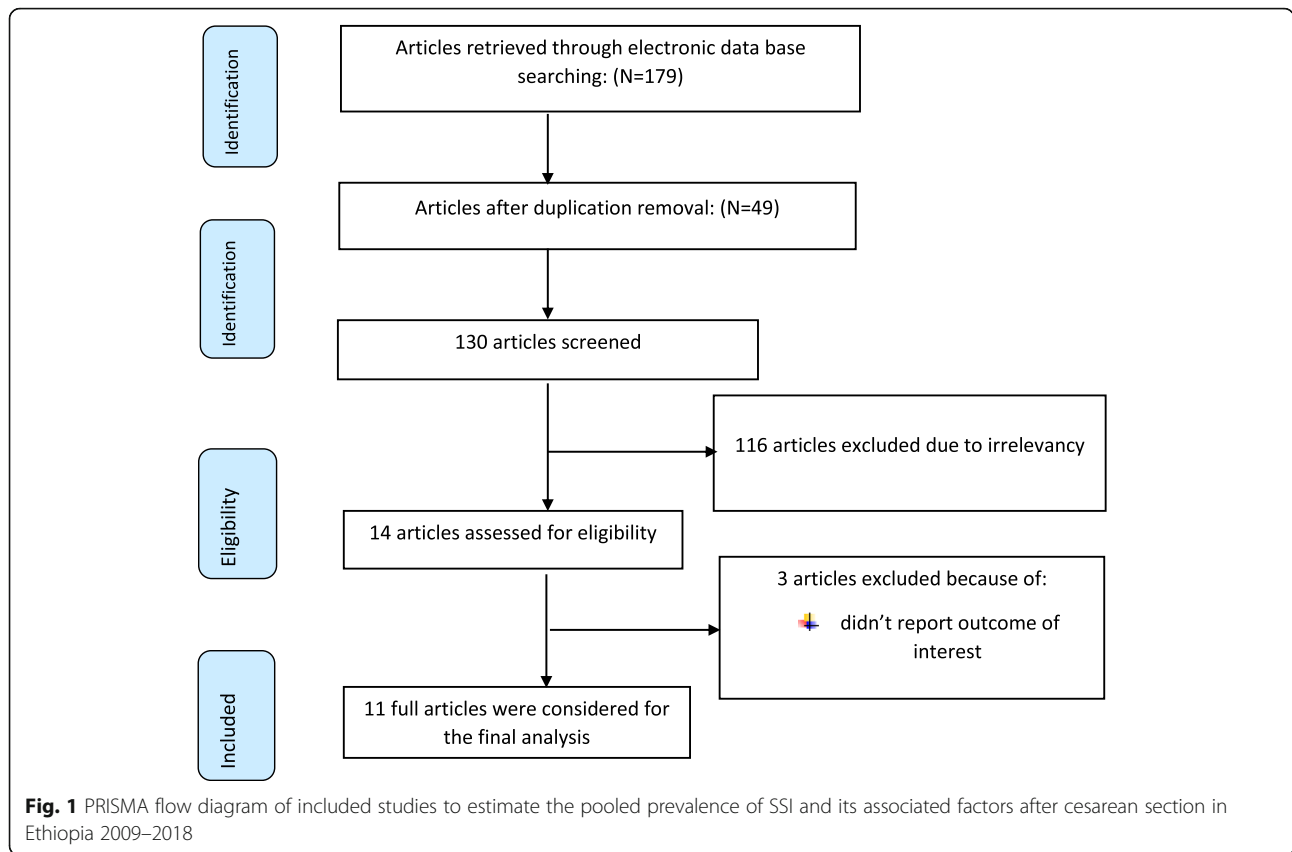 Identification
Articles retrieved through electronic data base
searching: (N=179)
Identification
Articles after duplication removal: (N=49)
130 articles screened
116 articles excluded due to irrelevancy
Eligibility
14 articles assessed for eligibility
3 articles excluded because of:
didn’t report outcome of
interest
Included
11 full articles were considered for
the final analysis
Fig. 1 PRISMA flow diagram of included studies to estimate the pooled prevalence of SSI and its associated factors after cesarean section in
Ethiopia 2009–2018